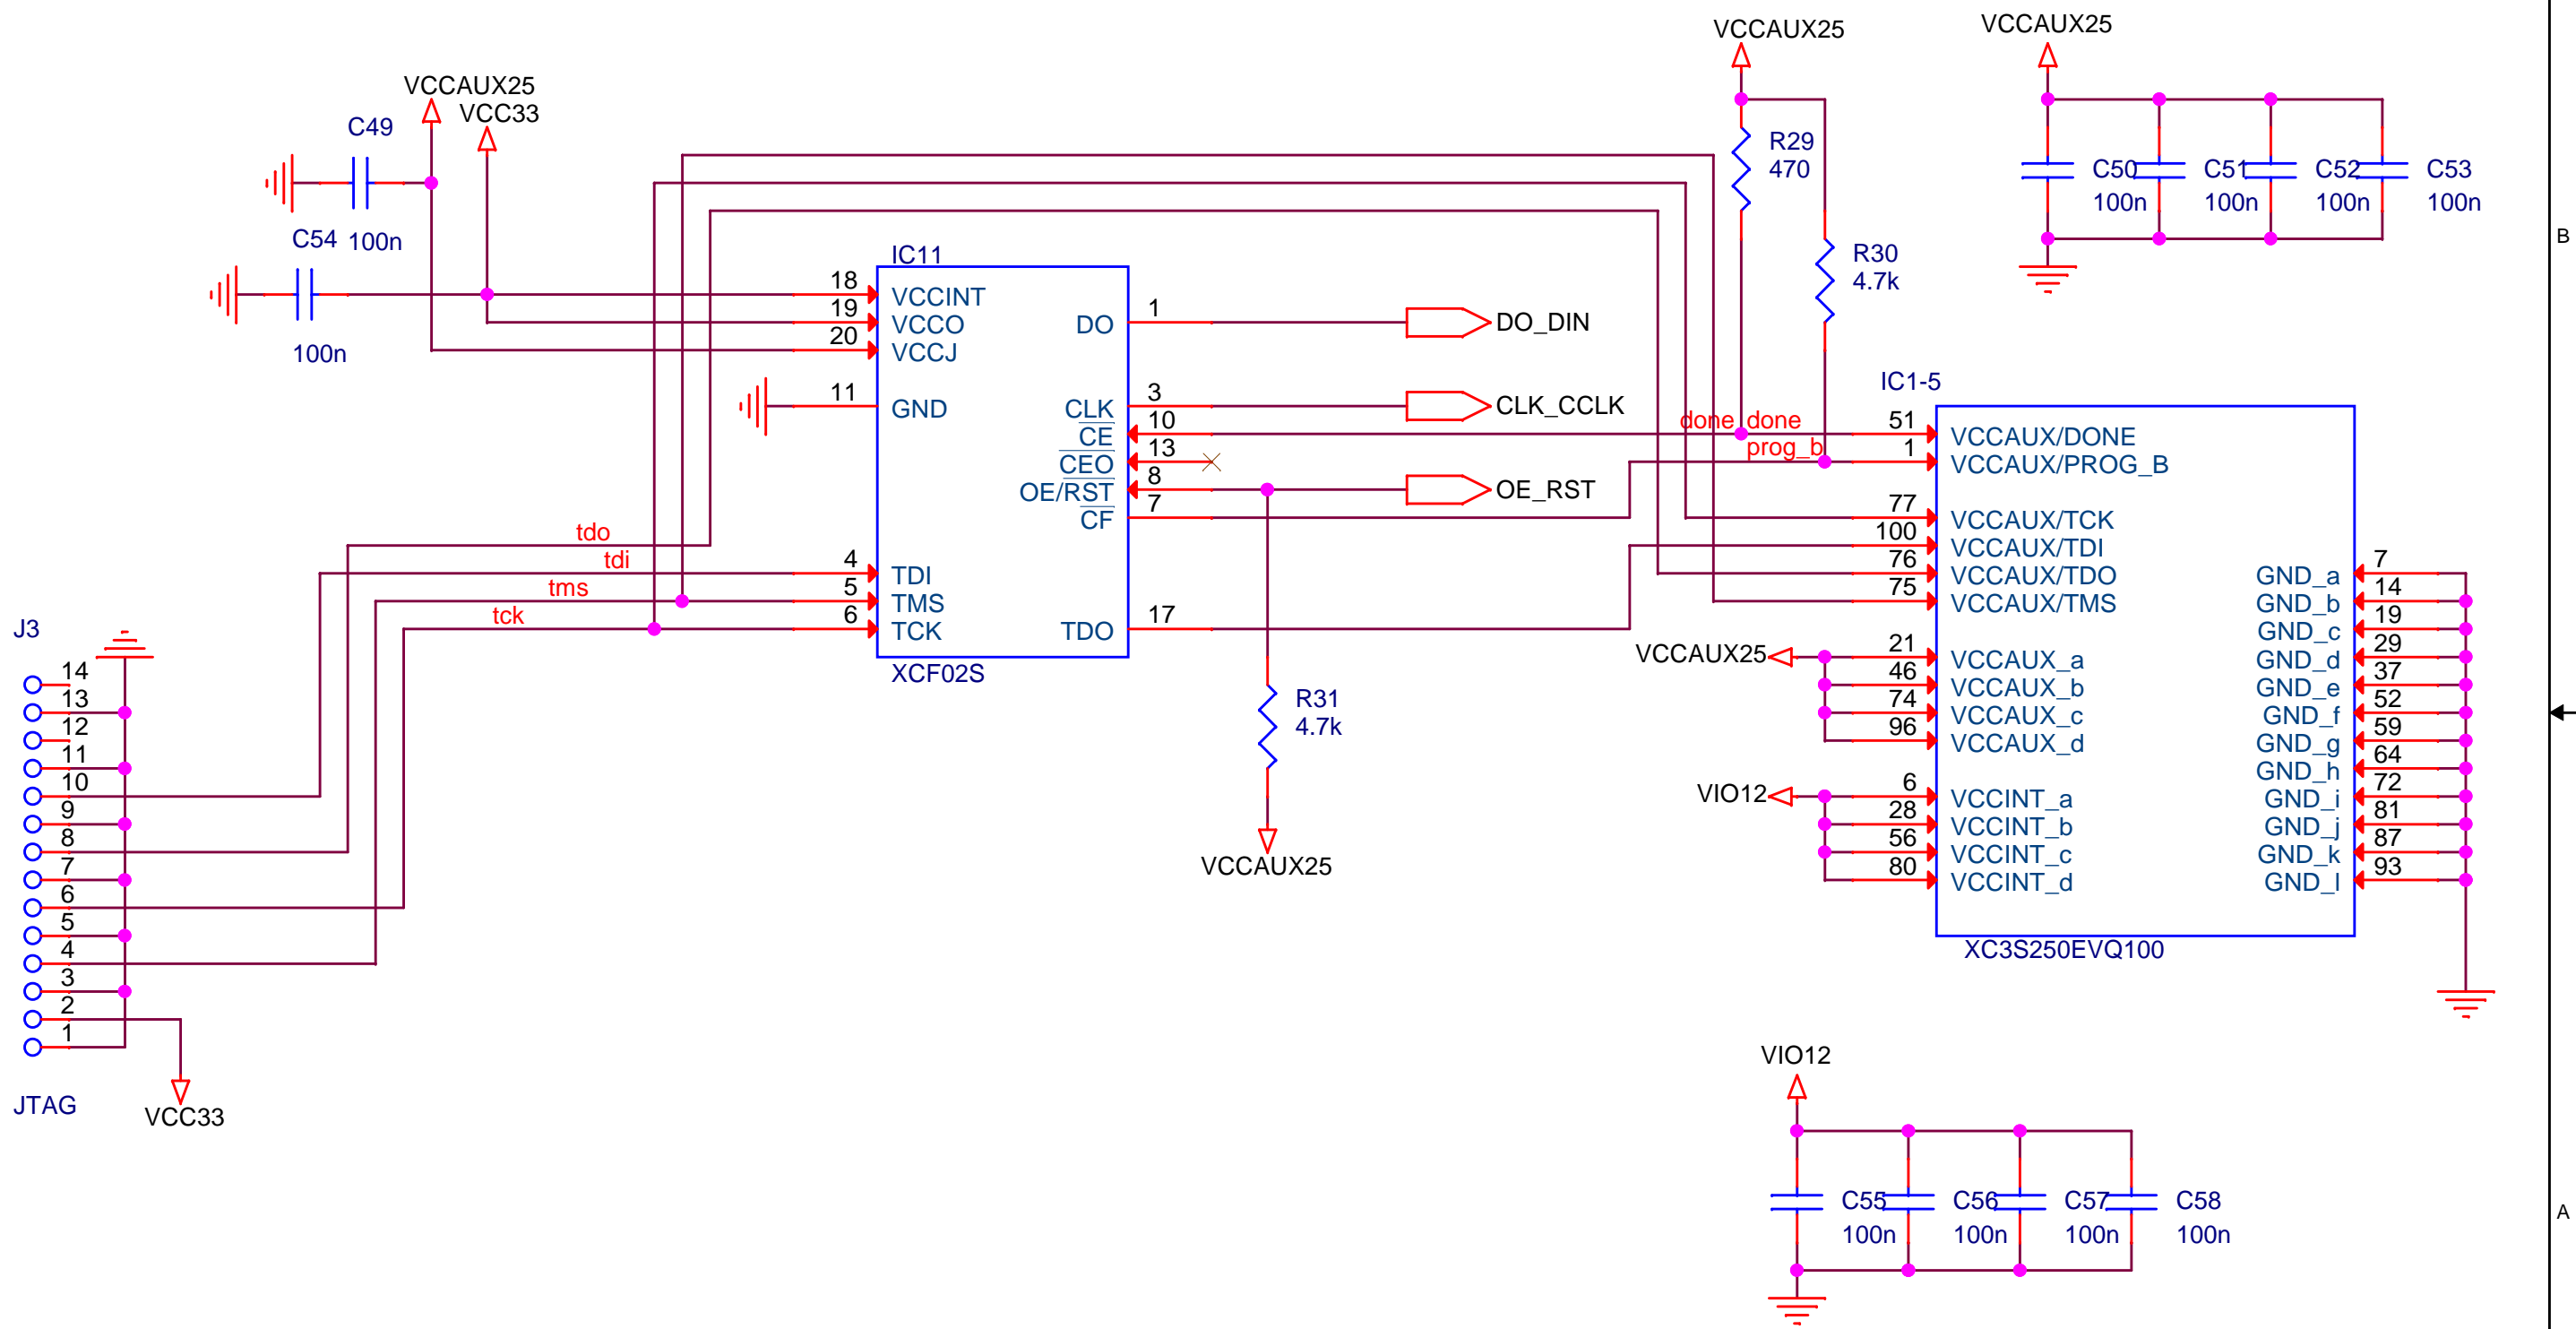 VCCAUX25
VCCAUX25
VCCAUX25
VCC33
C49
100n
C54
100n
R29
470
R30
4.7k
C50
100n
C51
100n
C52
100n
C53
100n
B
IC11
18
VCCINT
19
VCCO
20
VCCJ
11
GND
4
TDI
5
TMS
6
TCK
DO
1
DO_DIN
CLK
3
CLK_CCLK
CE
10
CEO
13
OE/RST
8
OE_RST
CF
7
TDO
17
XCF02S
done
done
prog_b
tdo
tdi
tms
tck
R31
4.7k
VCCAUX25
IC1-5
51
VCCAUX/DONE
1
VCCAUX/PROG_B
77
VCCAUX/TCK
100
VCCAUX/TDI
76
VCCAUX/TDO
75
VCCAUX/TMS
VCCAUX25
21
VCCAUX_a
46
VCCAUX_b
74
VCCAUX_c
96
VCCAUX_d
VIO12
6
VCCINT_a
28
VCCINT_b
56
VCCINT_c
80
VCCINT_d
GND_a
7
GND_b
14
GND_c
19
GND_d
29
GND_e
37
GND_f
52
GND_g
59
GND_h
64
GND_i
72
GND_j
81
GND_k
87
GND_l
93
XC3S250EVQ100
J3
14
13
12
11
10
9
8
7
6
5
4
3
2
1
JTAG
VCC33
VIO12
C55
100n
C56
100n
C57
100n
C58
100n
A